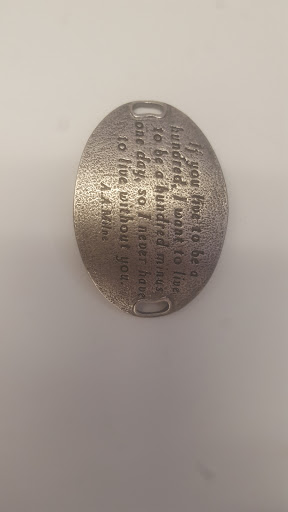 If you live to be a
hundred, I want to live
to be a hundred minus
one day, so I never have
to live without you.
A.A.Milne